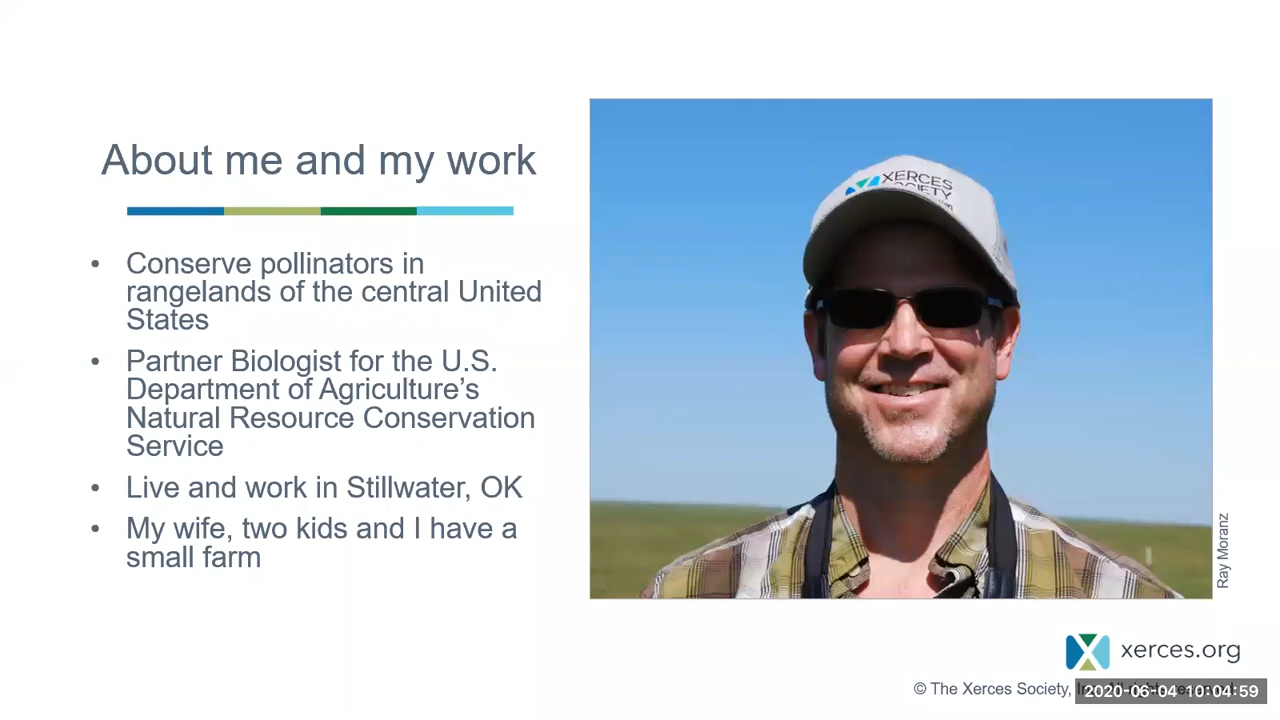 About me and my work
• Conserve pollinators in
rangelands of the central United
States
• Partner Biologist for the U.S.
Department of Agriculture’s
Natural Resource Conservation
Service
• Live and work in Stillwater, OK
• My wife, two kids and I have a
small farm
XERCES
SOCIETY
Ray Moranz
xerces.org
© The Xerces Society,
2020-06-04 10:04:59